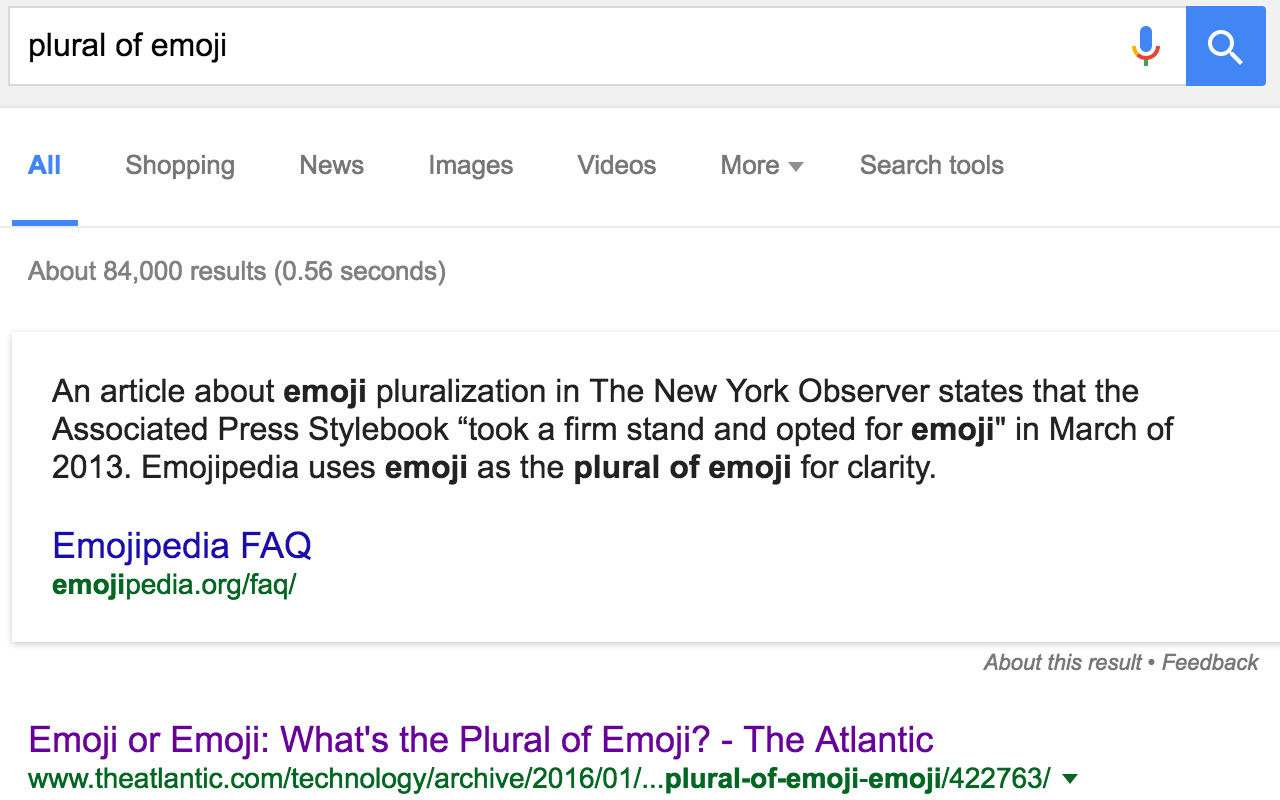 plural of emoji
All Shopping News Images Videos More Search tools
About 84,000 results (0.56 seconds)
An article about emoji pluralization in The New York Observer states that the
Associated Press Stylebook “took a firm stand and opted for emoji" in March of
2013. Emojipedia uses emoji as the plural of emoji for clarity.
Emojipedia FAQ
emojipedia.org/faq/
About this result • Feedback
Emoji or Emoji: What's the Plural of Emoji? - The Atlantic
www.theatlantic.com/technology/archive/2016/01/...plural-of-emoji-emoji/422763/